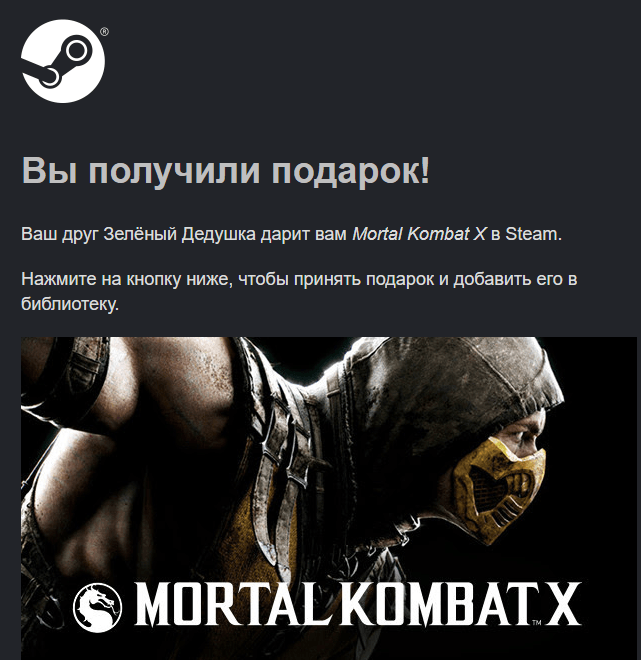 ®
Вы получили подарок!
Ваш друг Зелёный Дедушка дарит вам Mortal Kombat X в Steam.
Нажмите на кнопку ниже, чтобы принять подарок и добавить его в
библиотеку.
MORTAL KOMBAT X
™